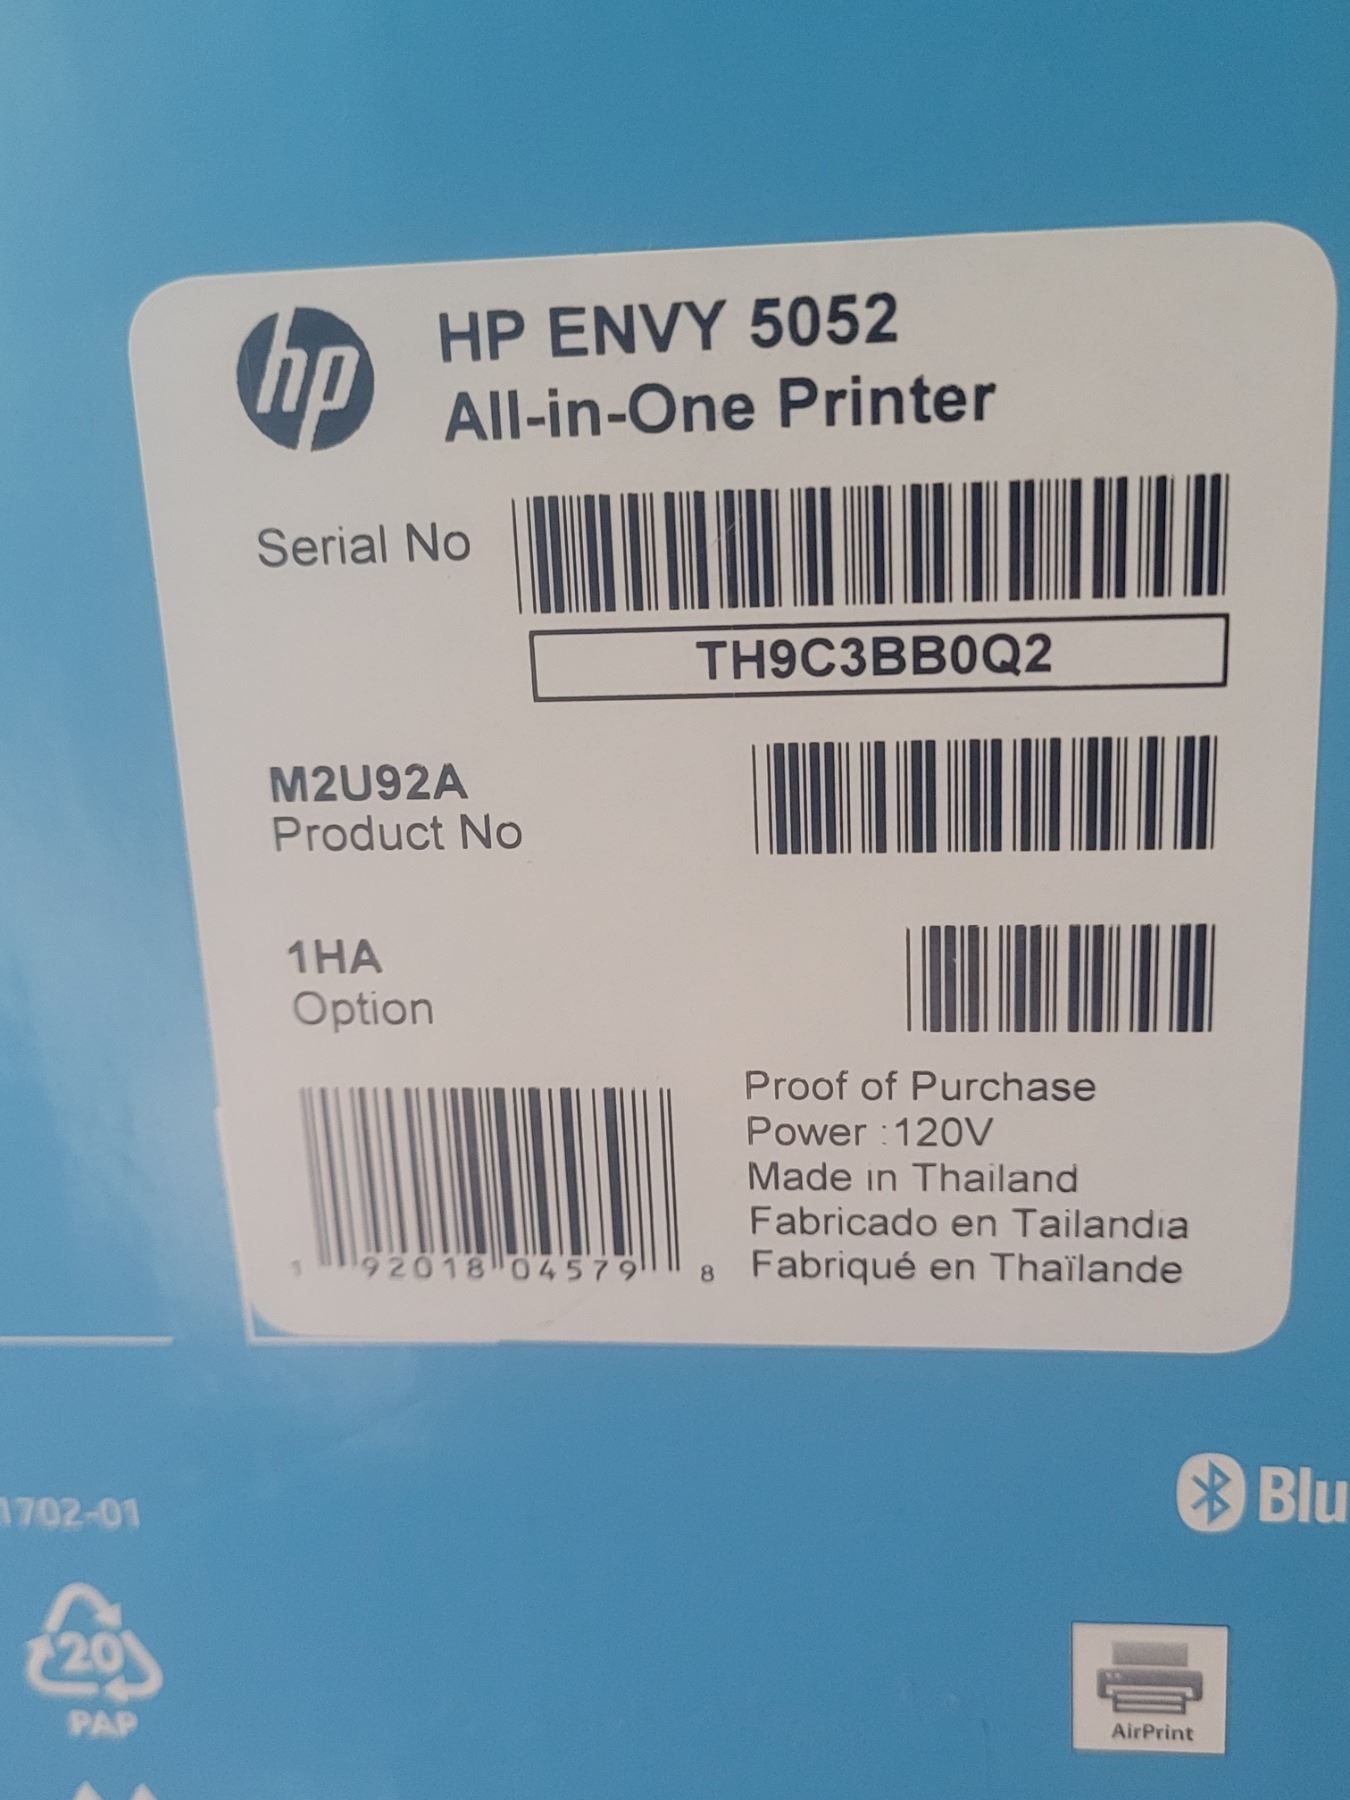 hp
HP ENVY 5052
All-in-One Printer
Serial No
TH9C3BB0Q2
M2U92A
Product No
1HA
Option
1 92018 04579 8
Proof of Purchase
Power :120V
Made in Thailand
Fabricado en Tailandia
Fabriqué en Thaïlande
1702-01
Blu
20
PAP
AirPrint